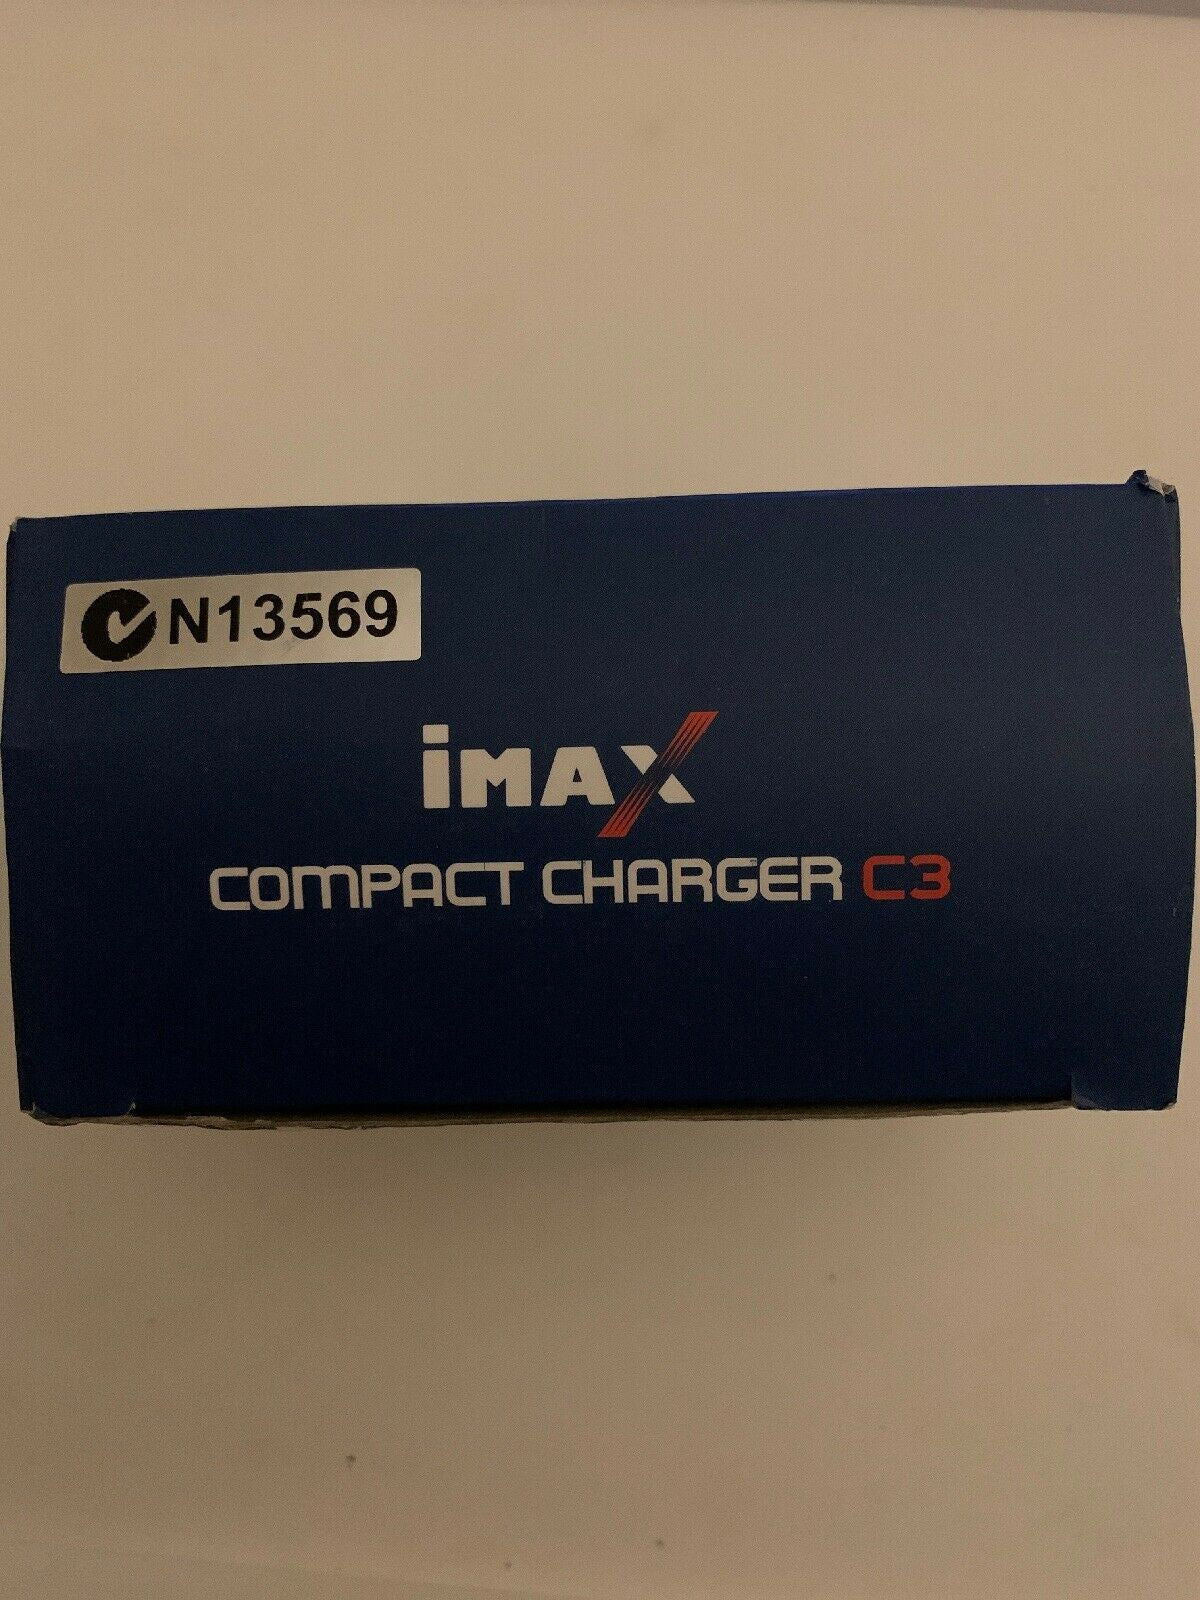 N13569
iMAX
COMPACT CHARGER C3